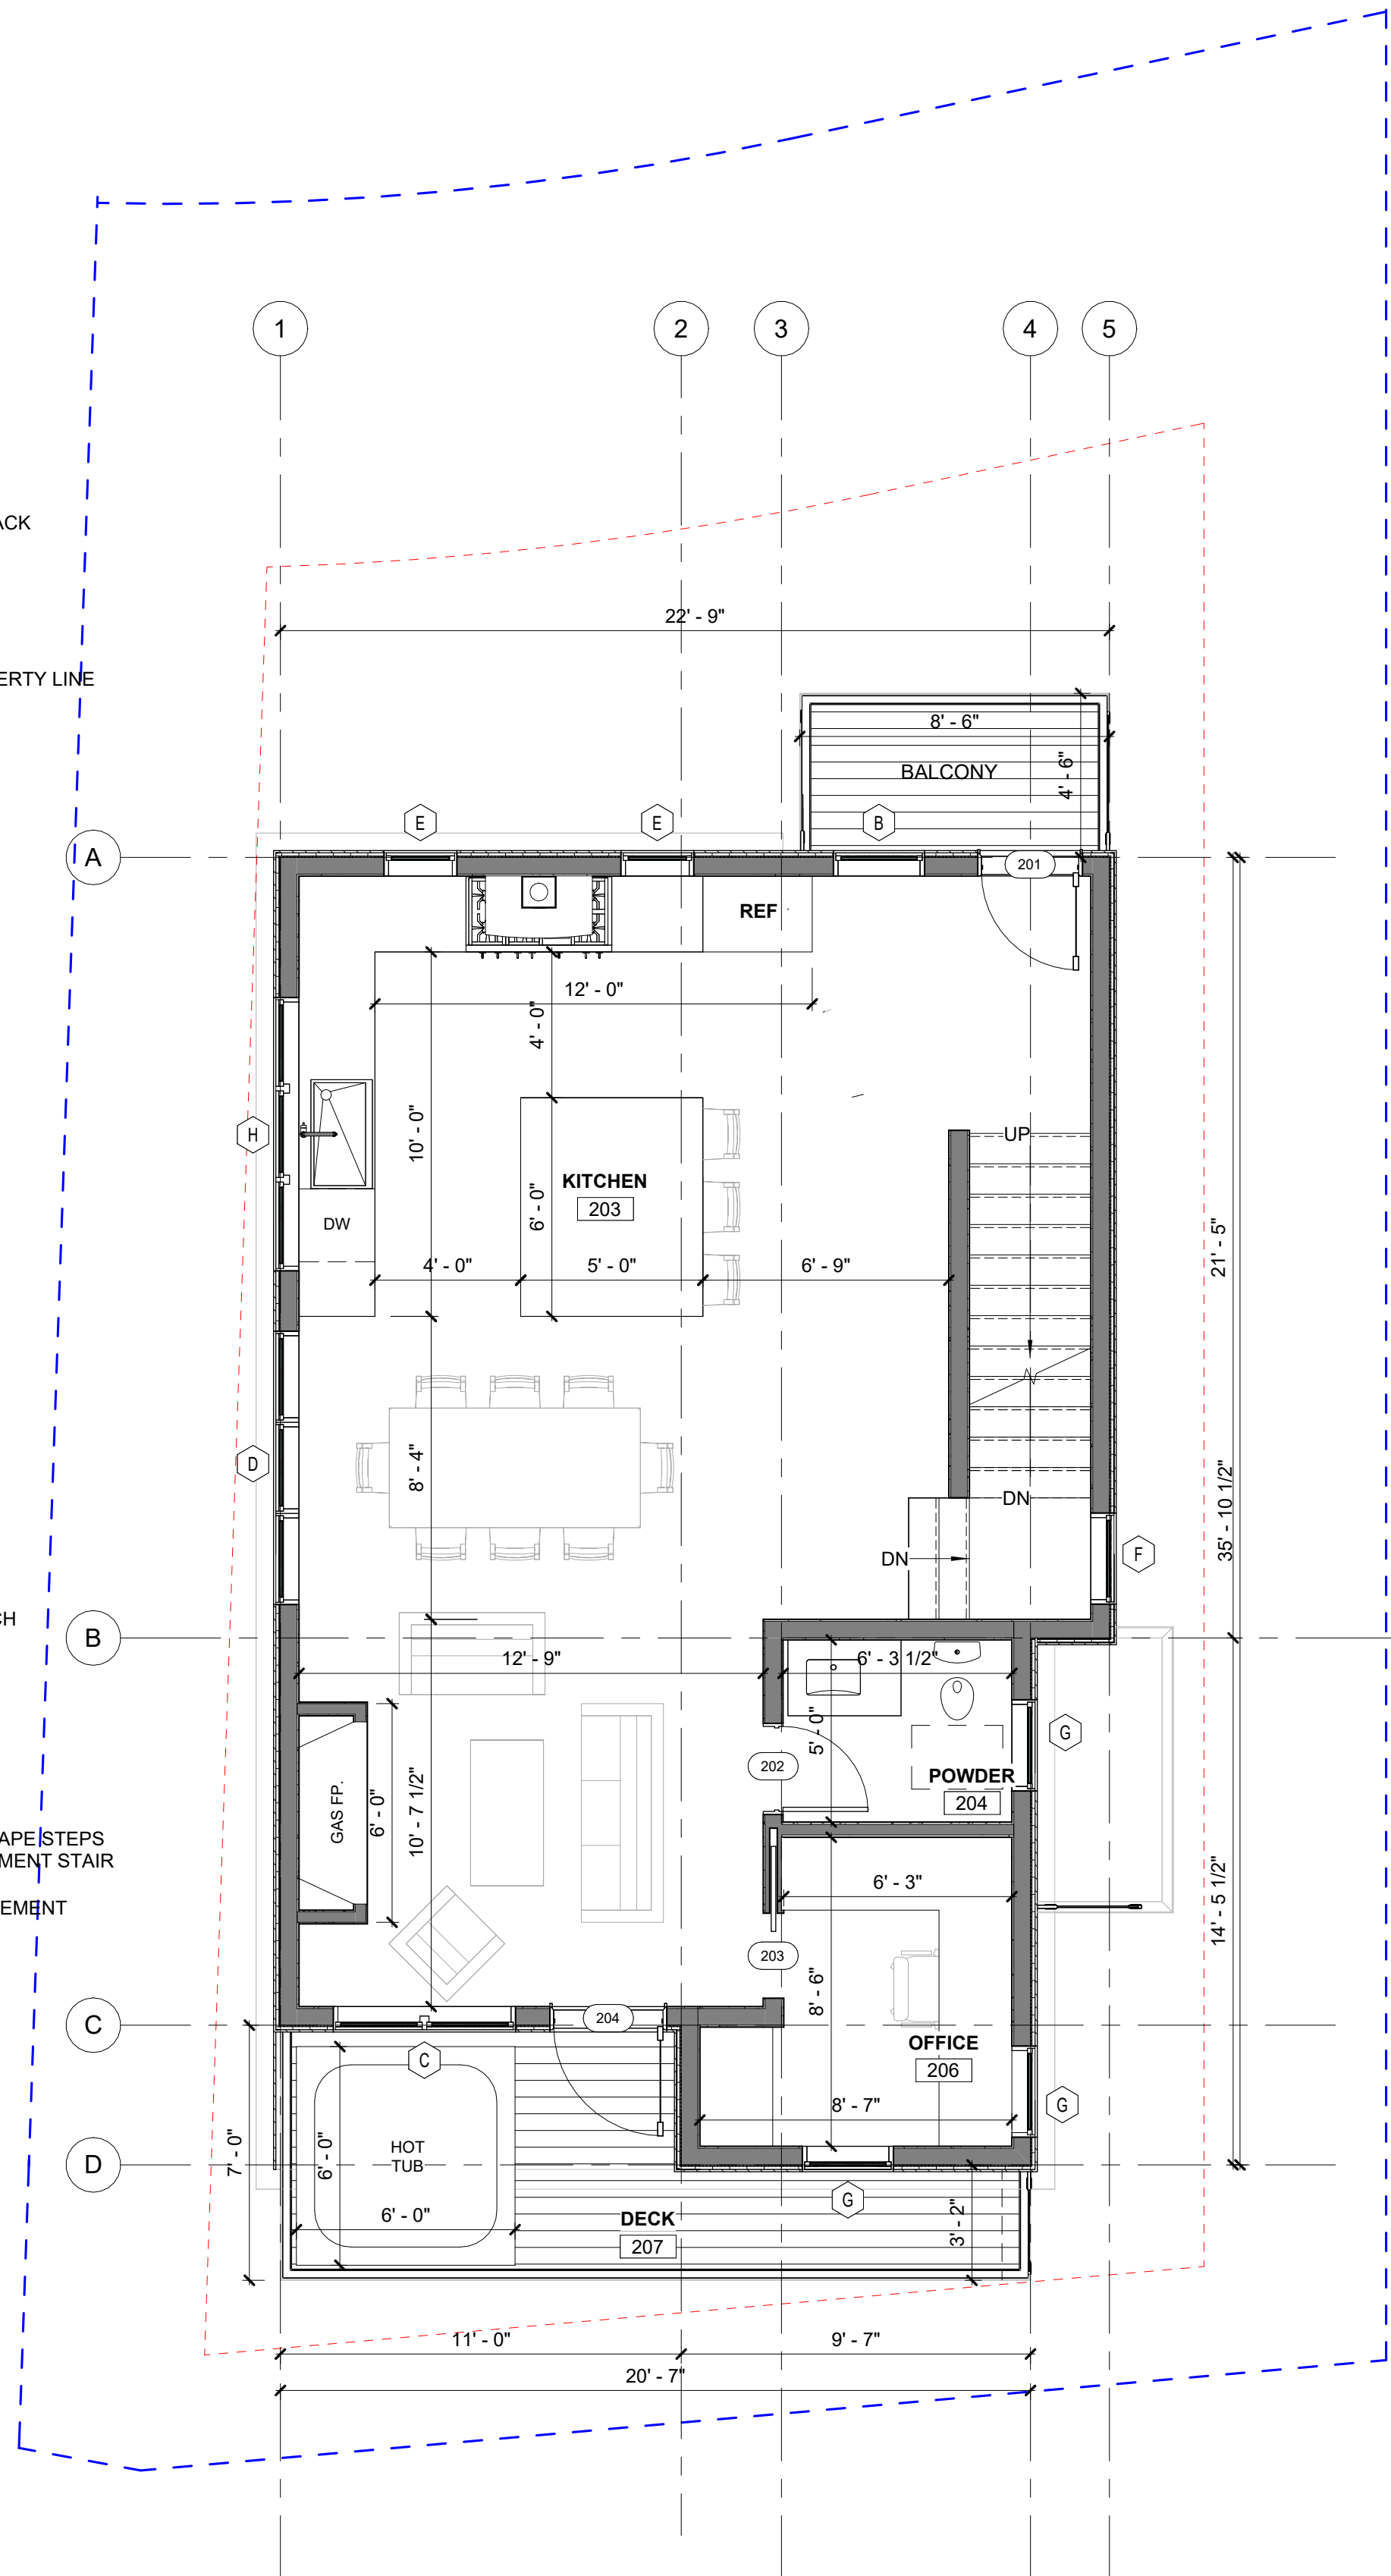 1
2
3
4
5
ACK
22' - 9"
ERTY LINE
8' - 6"
4' - 6"
BALCONY
E
E
B
A
201
REF
12' - 0"
4' - 0"
10' - 0"
H
UP
KITCHEN
203
6' - 0"
DW
21' - 5"
4' - 0"
5' - 0"
6' - 9"
8' - 4"
D
DN
35' - 10 1/2"
DN
F
CH
B
12' - 9"
6' - 3 1/2"
5' - 0"
G
202
POWDER
204
GAS FP.
6' - 0"
10' - 7 1/2"
APE STEPS
MENT STAIR
6' - 3"
EMENT
14' - 5 1/2"
203
8' - 6"
C
204
OFFICE
206
C
8' - 7"
G
7' - 0"
6' - 0"
HOT
TUB
D
6' - 0"
G
DECK
207
3' - 2"
11' - 0"
9' - 7"
20' - 7"